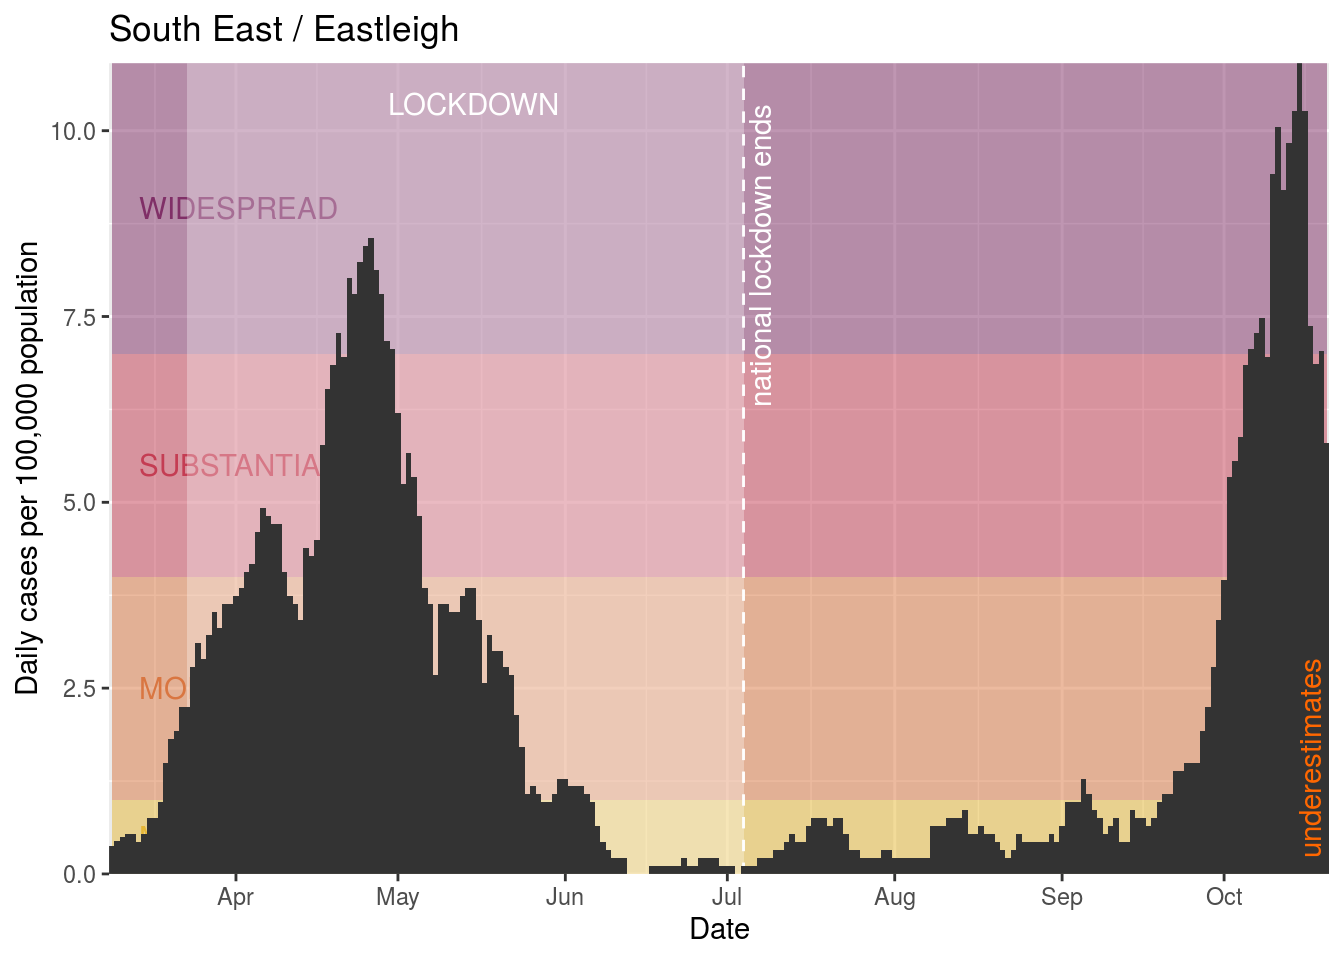 South East / Eastleigh
Daily cases per 100,000 population
10.0
7.5
5.0
2.5
0.0
LOCKDOWN
WIDESPREAD
SUBSTANTIA
MO
national lockdown ends
underestimates
Apr
May
Jun
Jul
Aug
Sep
Oct
Date